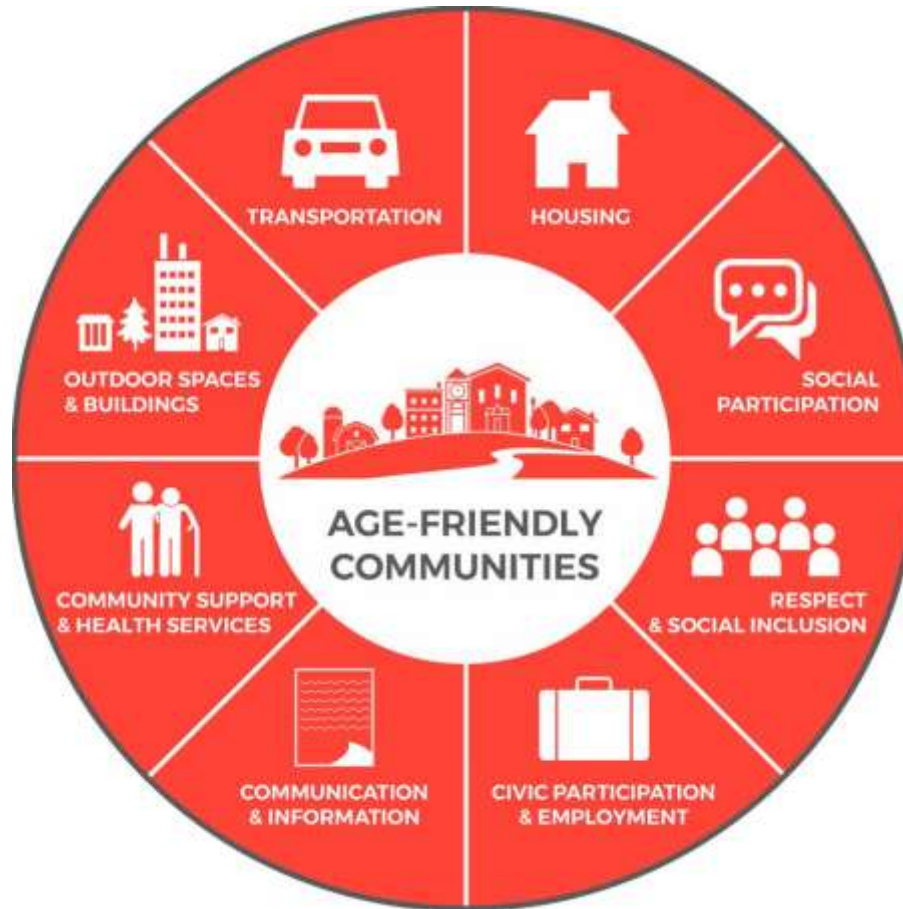 TRANSPORTATION
HOUSING
SOCIAL
PARTICIPATION
RESPECT
& SOCIAL INCLUSION
CIVIC PARTICIPATION
& EMPLOYMENT
COMMUNICATION
& INFORMATION
COMMUNITY SUPPORT
& HEALTH SERVICES
OUTDOOR SPACES
& BUILDINGS
AGE-FRIENDLY
COMMUNITIES